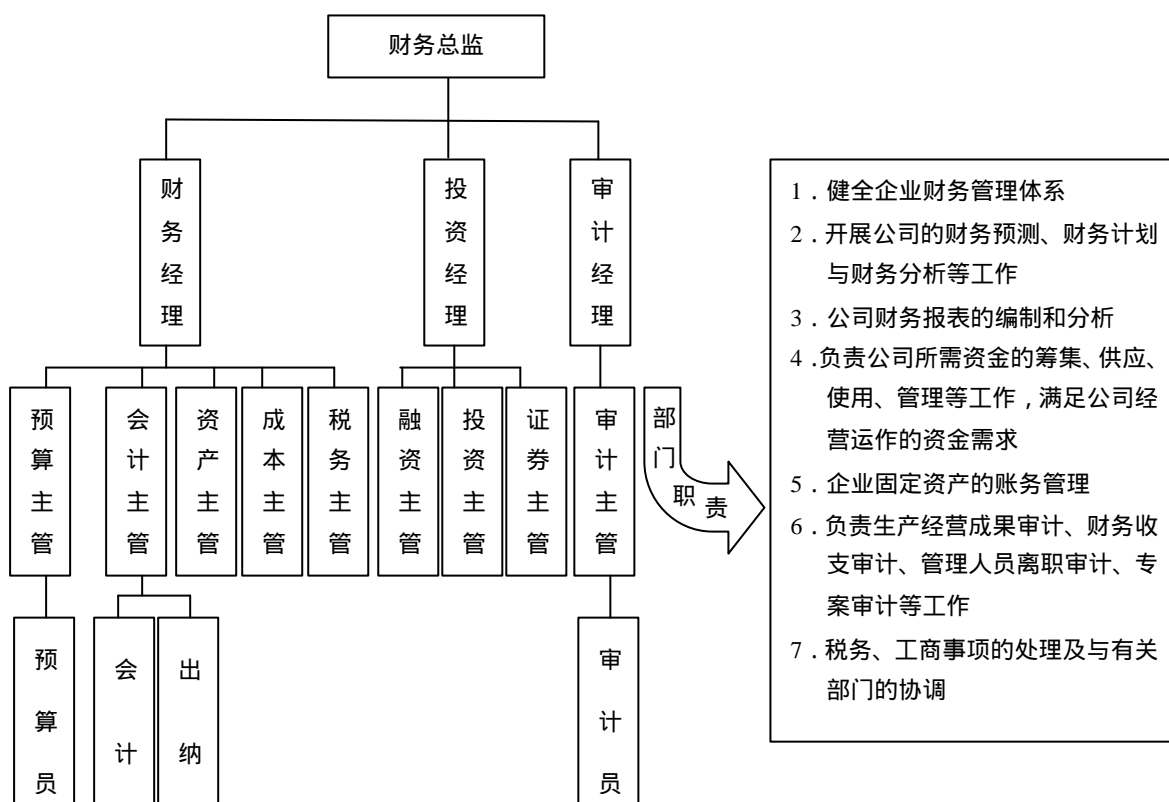 财务总监
财务经理
投资经理
审计经理
预算主管
会计主管
资产主管
成本主管
税务主管
融资主管
投资主管
证券主管
审计主管
预算员
会计
出纳
审计员
部门职责
1．健全企业财务管理体系
2．开展公司的财务预测、财务计划
与财务分析等工作
3．公司财务报表的编制和分析
4．负责公司所需资金的筹集、供应、
使用、管理等工作，满足公司经
营运作的资金需求
5．企业固定资产的账务管理
6．负责生产经营成果审计、财务收
支审计、管理人员离职审计、专
案审计等工作
7．税务、工商事项的处理及与有关
部门的协调